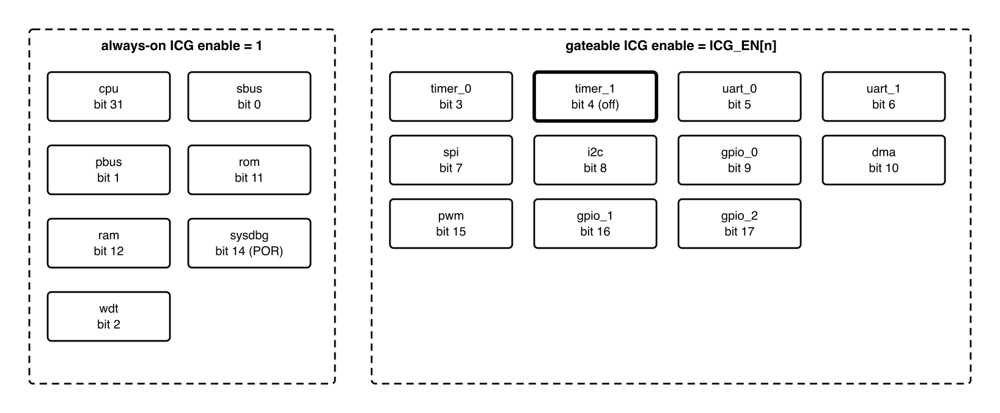 always-on ICG enable = 1
cpu
bit 31
sbus
bit 0
pbus
bit 1
rom
bit 11
ram
bit 12
sysdbg
bit 14 (POR)
wdt
bit 2
gateable ICG enable = ICG_EN[n]
timer_0
bit 3
timer_1
bit 4 (off)
uart_0
bit 5
uart_1
bit 6
spi
bit 7
i2c
bit 8
gpio_0
bit 9
dma
bit 10
pwm
bit 15
gpio_1
bit 16
gpio_2
bit 17